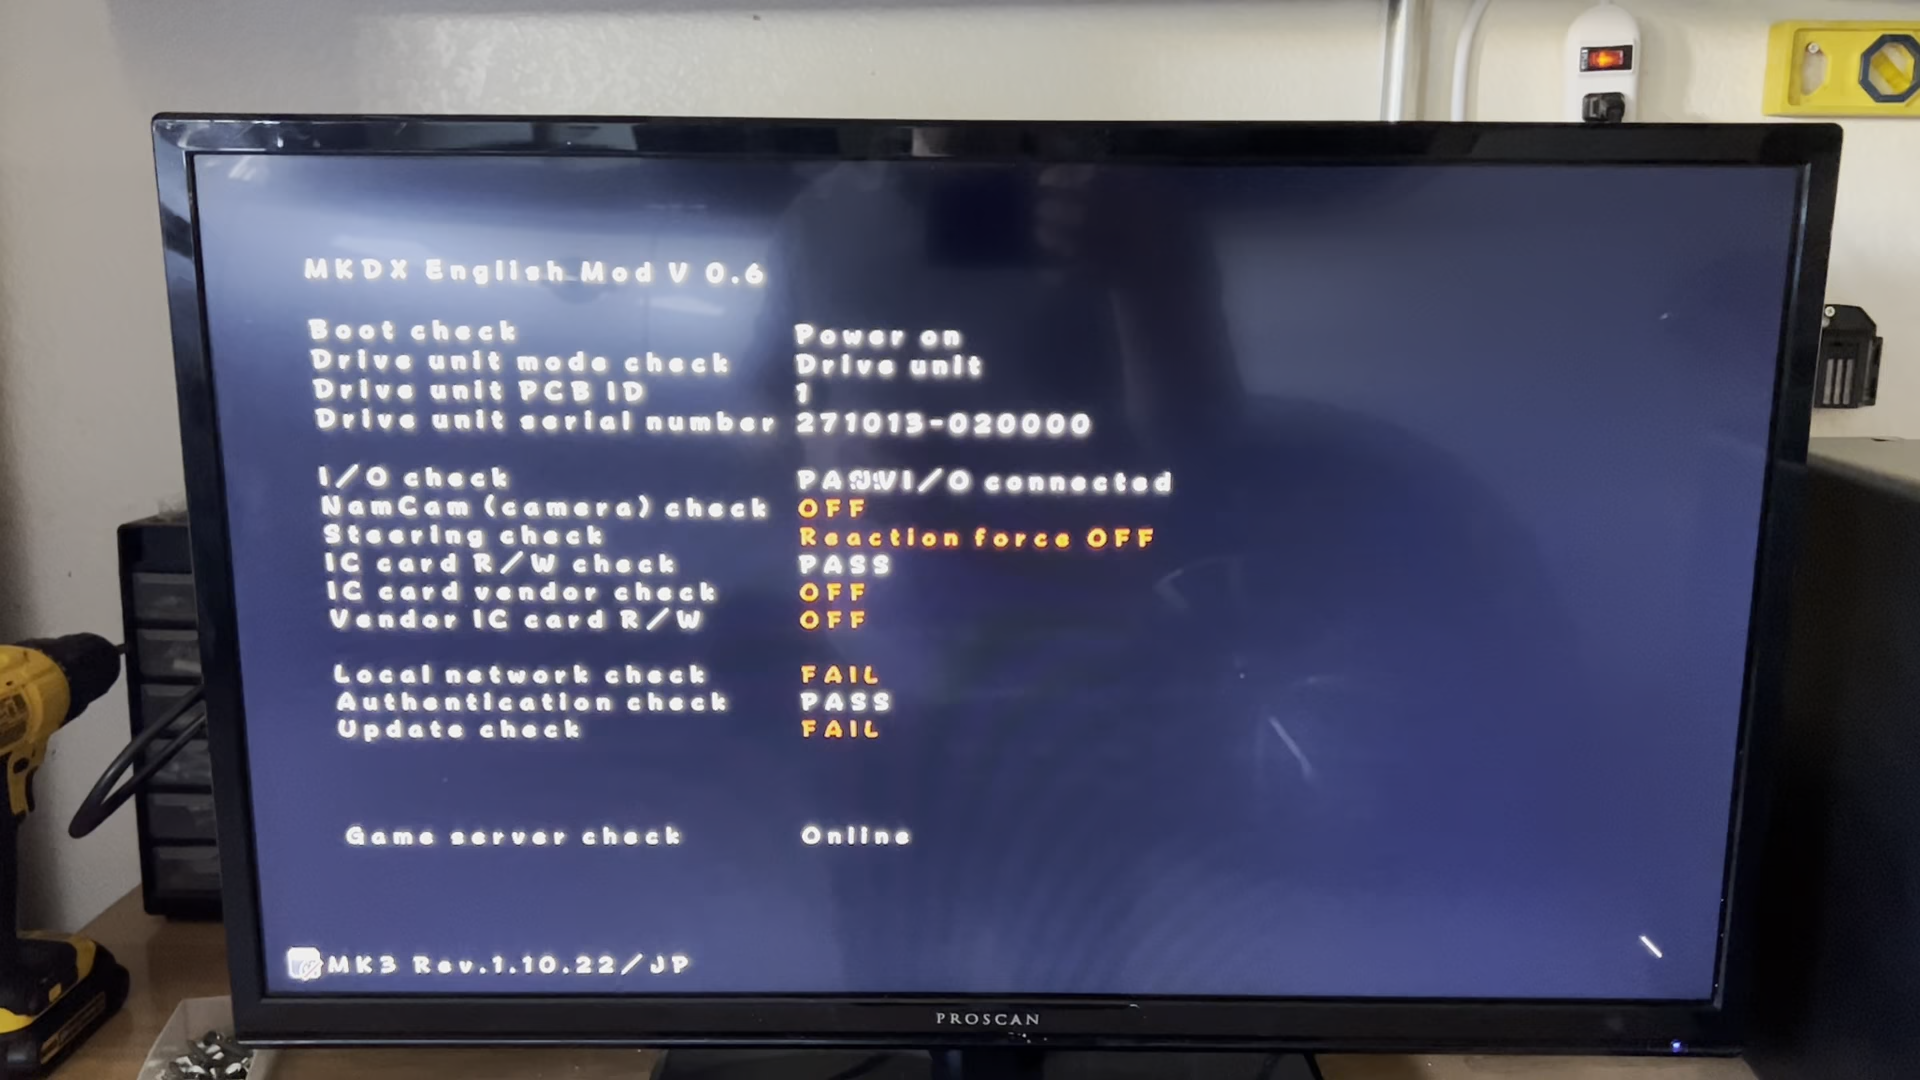 MKDX English Mod V 0.6
Boot check Power on
Drive unit mode check Drive unit
Drive unit PCB ID 1
Drive unit serial number 271013-020000
I/O check I/O connected
NamCam (camera) check OFF
Steering check Reaction force OFF
IC card R/W check PASS
IC card vendor check OFF
Vendor IC card R/W OFF
Local network check FAIL
Authentication check PASS
Update check FAIL
Game server check Online
MK3 Rev.1.10.22/JP
PROSCAN